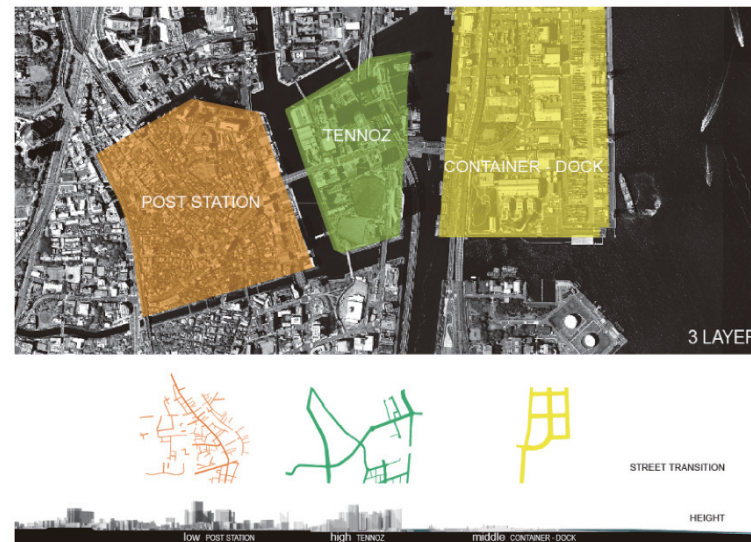 TENNOZ
CONTAINER - DOCK
POST STATION
3 LAYER
STREET TRANSITION
HEIGHT
low POST STATION
high TENNOZ
middle CONTAINER - DOCK